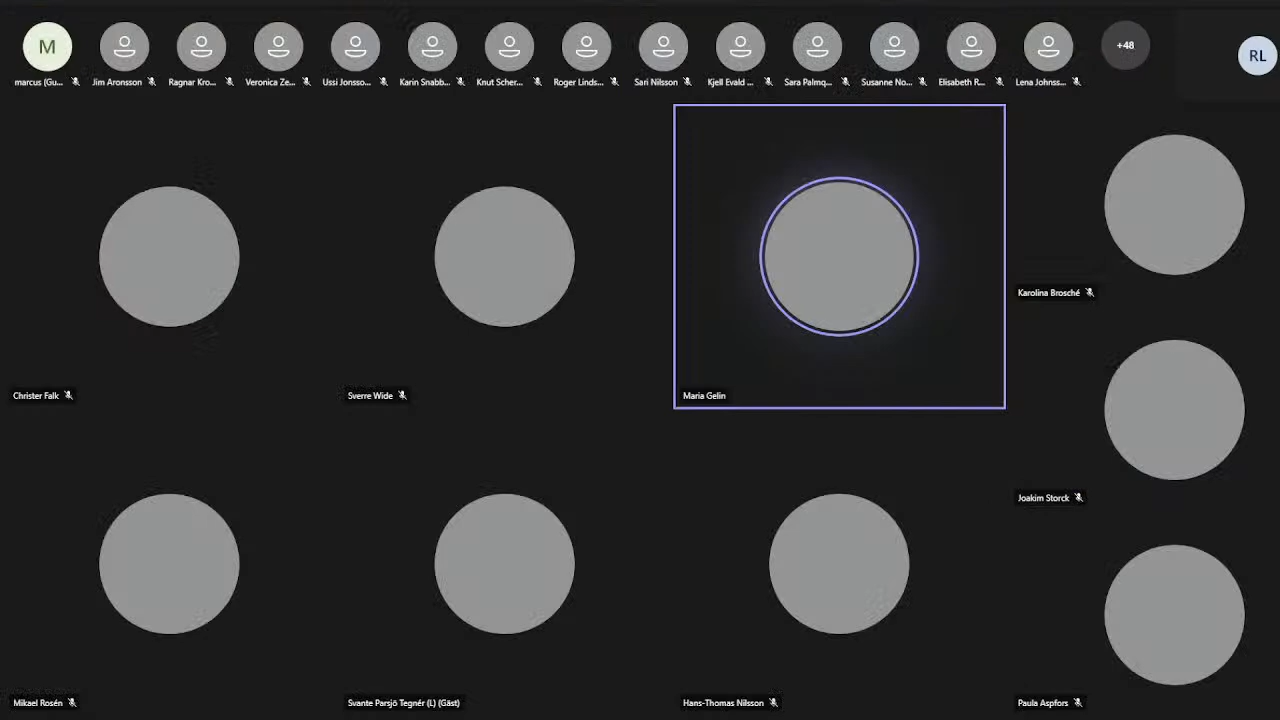 M
+48
RL
marcus (Gu...
Jim Aronsson
Ragnar Kro...
Veronica Ze...
Ussi Jonsso...
Karin Snabb...
Knut Scher...
Roger Linds...
Sari Nilsson
Kjell Evald ...
Sara Palmq...
Susanne No...
Elisabeth R...
Lena Johnss...
Karolina Brosché
Christer Falk
Sverre Wide
Maria Gelin
Joakim Storck
Mikael Rosén
Svante Parsjö Tegnér (L) (Gäst)
Hans-Thomas Nilsson
Paula Aspfors